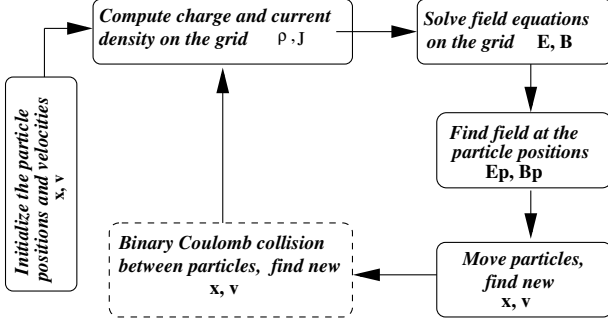 Initialize the particle
positions and velocities
x, v
Compute charge and current
density on the grid ρ, J
Solve field equations
on the grid E, B
Find field at the
particle positions
Ep, Bp
Move particles,
find new
x, v
Binary Coulomb collision
between particles, find new
x, v